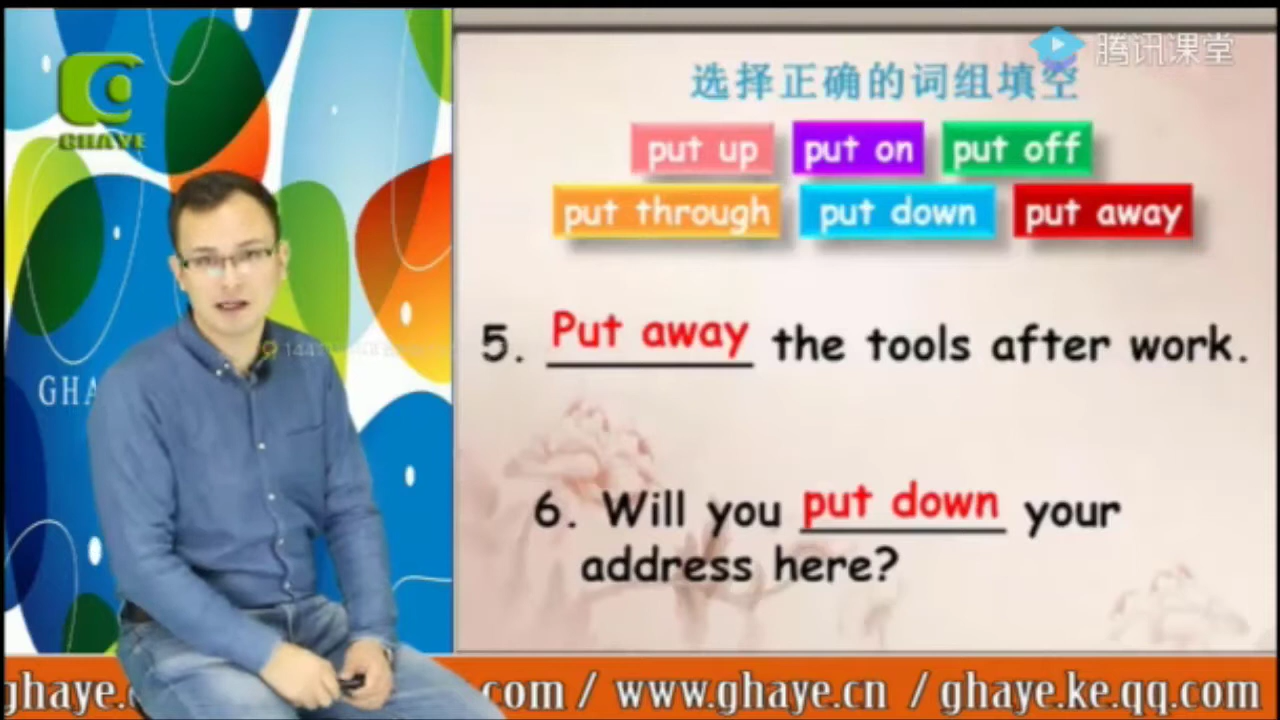 腾讯课堂
GHAYE
选择正确的词组填空
put up put on put off
put through put down put away
5. Put away the tools after work.
GHA
6. Will you put down your
address here?
.com / www.ghaye.cn / ghaye.ke.qq.com